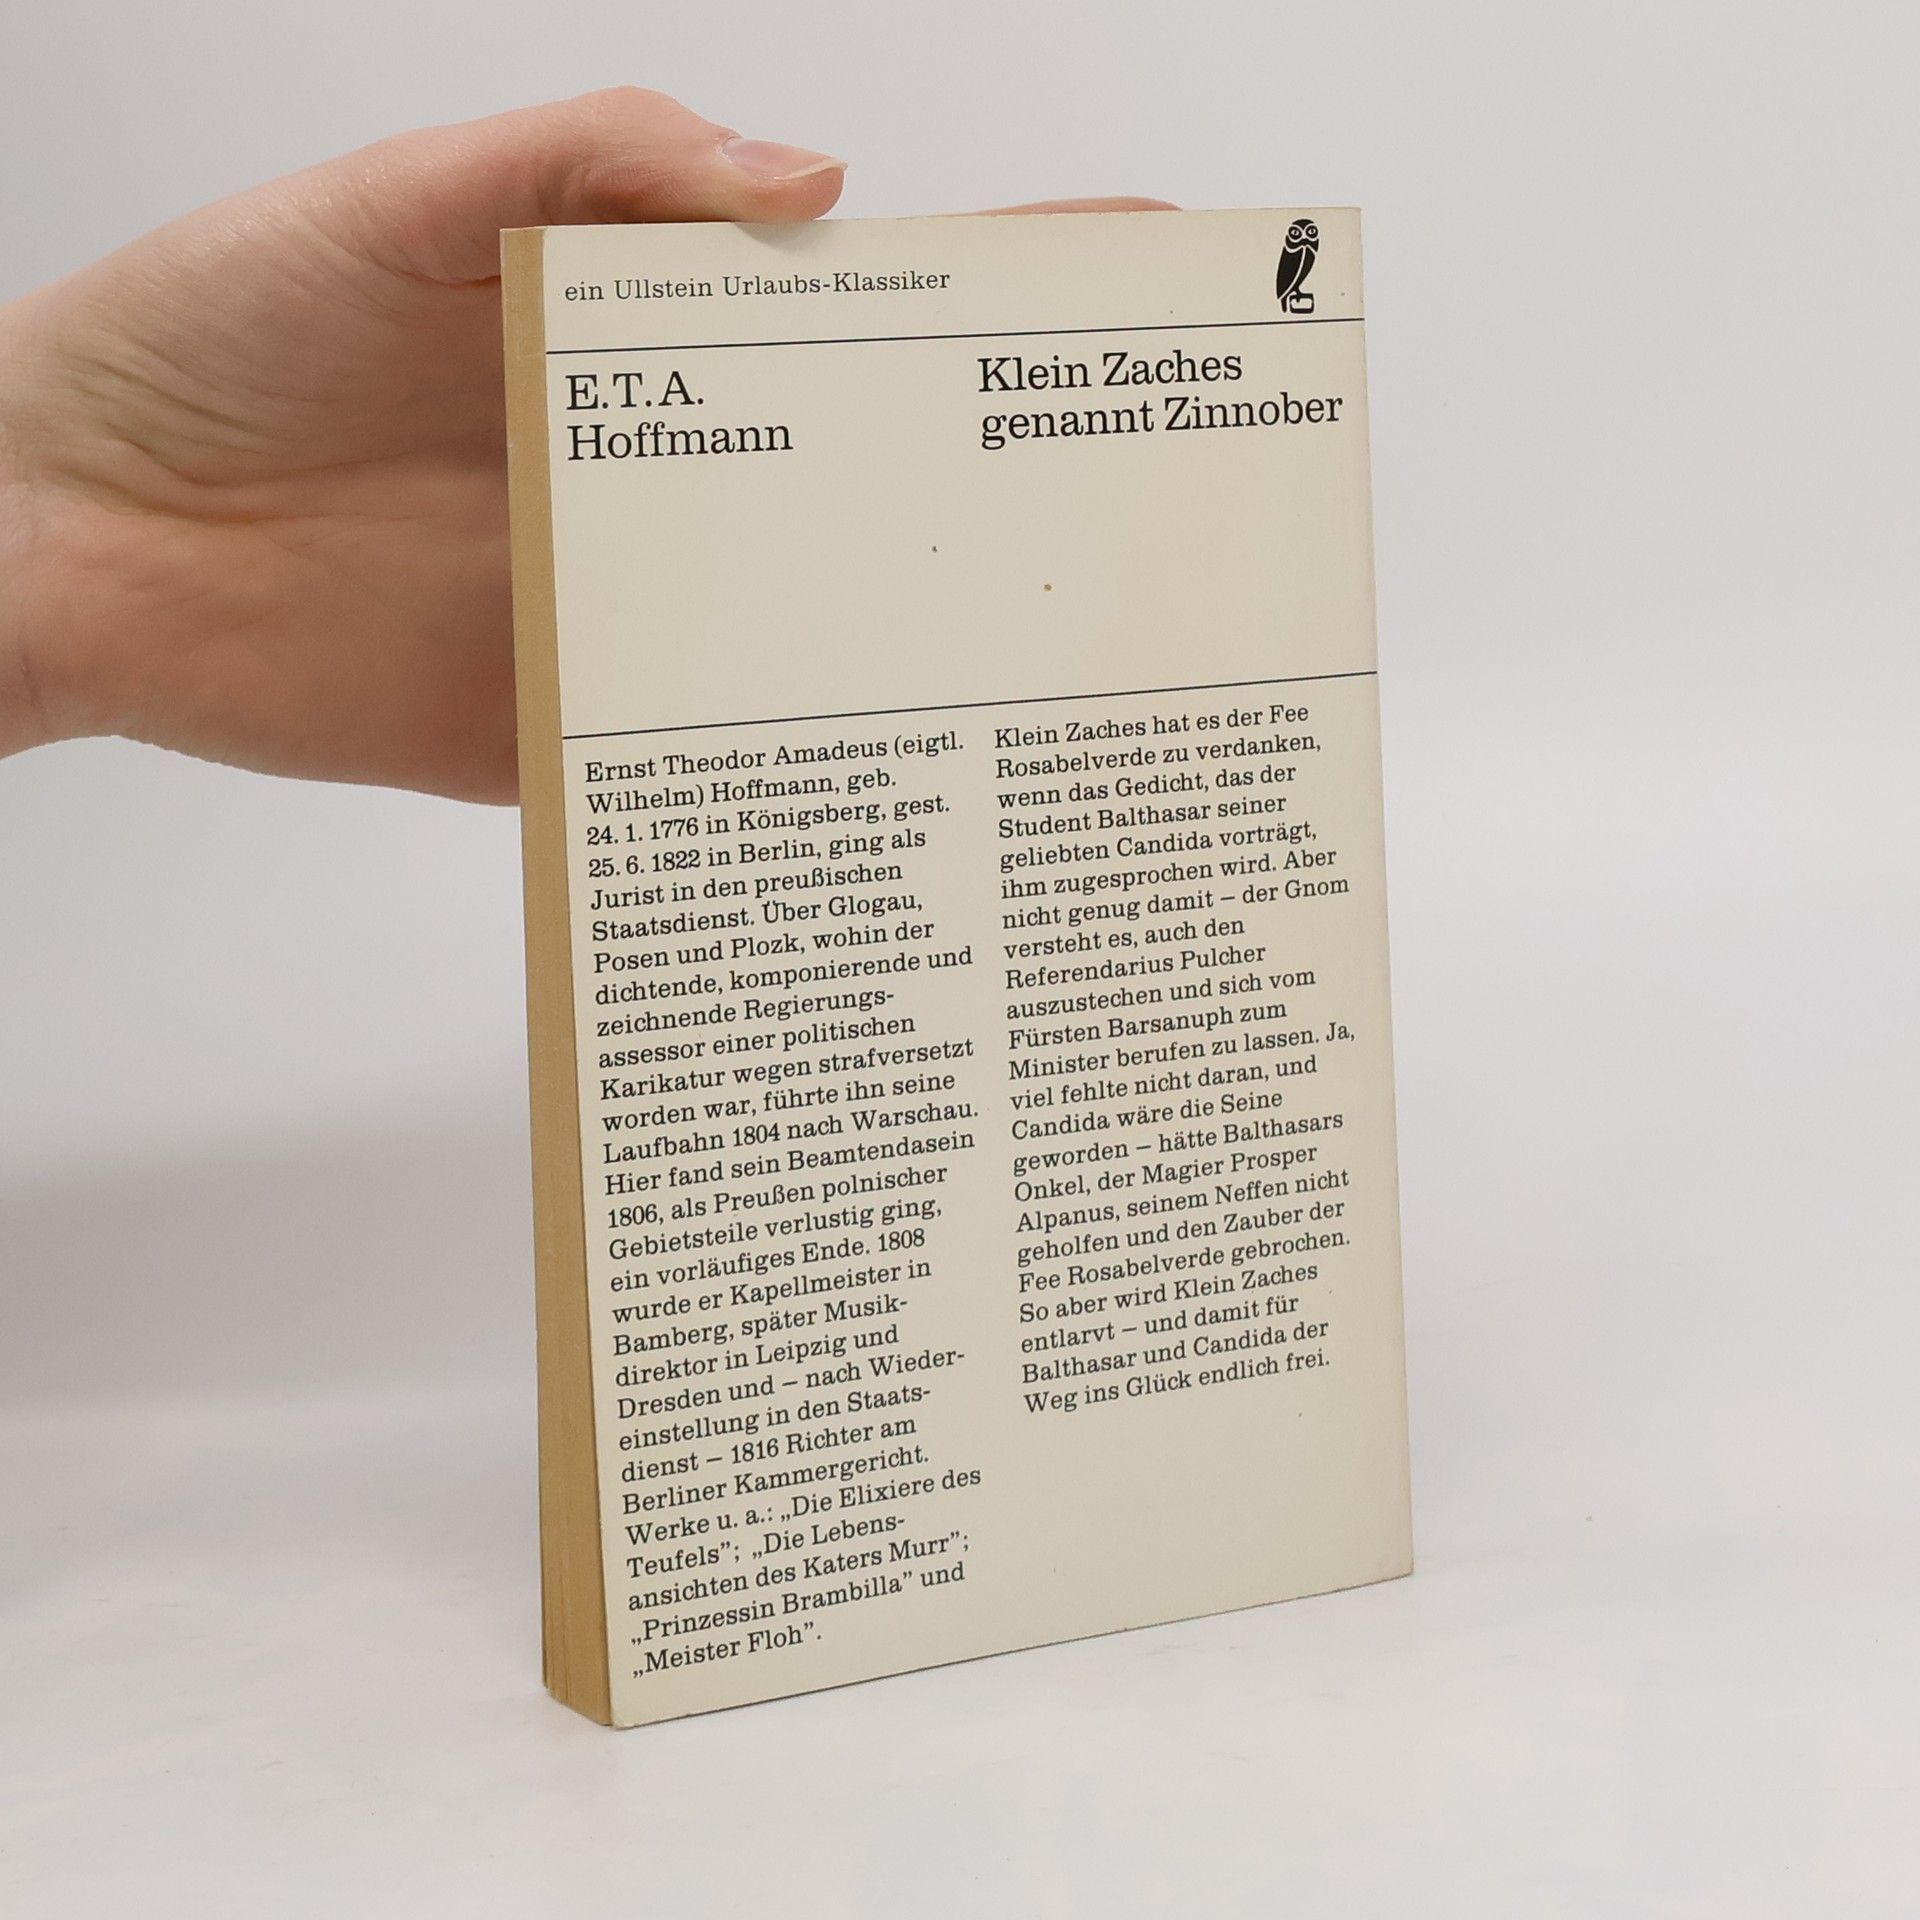 ein Ullstein Urlaubs-Klassiker
E.T.A.
Hoffmann
Klein Zaches
genannt Zinnober
Ernst Theodor Amadeus (eigtl.
Wilhelm) Hoffmann, geb.
24. 1. 1776 in Königsberg, gest.
25. 6. 1822 in Berlin, ging als
Jurist in den preußischen
Staatsdienst. Über Glogau,
Posen und Plozk, wohin der
dichtende, komponierende und
zeichnende Regierungs-
assessor einer politischen
Karikatur wegen strafversetzt
worden war, führte ihn seine
Laufbahn 1804 nach Warschau.
Hier fand sein Beamtendasein
1806, als Preußen polnischer
Gebietsteile verlustig ging,
ein vorläufiges Ende. 1808
wurde er Kapellmeister in
Bamberg, später Musik-
direktor in Leipzig und
Dresden und – nach Wieder-
einstellung in den Staats-
dienst – 1816 Richter am
Berliner Kammergericht.
Werke u. a.: „Die Elixiere des
Teufels”; „Die Lebens-
ansichten des Katers Murr”;
„Prinzessin Brambilla” und
„Meister Floh”.
Klein Zaches hat es der Fee
Rosabelverde zu verdanken,
wenn das Gedicht, das der
Student Balthasar seiner
geliebten Candida vorträgt,
ihm zugesprochen wird. Aber
nicht genug damit – der Gnom
versteht es, auch den
Referendarius Pulcher
auszustechen und sich vom
Fürsten Barsanuph zum
Minister berufen zu lassen. Ja,
viel fehlte nicht daran, und
Candida wäre die Seine
geworden – hätte Balthasars
Onkel, der Magier Prosper
Alpanus, seinem Neffen nicht
geholfen und den Zauber der
Fee Rosabelverde gebrochen.
So aber wird Klein Zaches
entlarvt – und damit für
Balthasar und Candida der
Weg ins Glück endlich frei.